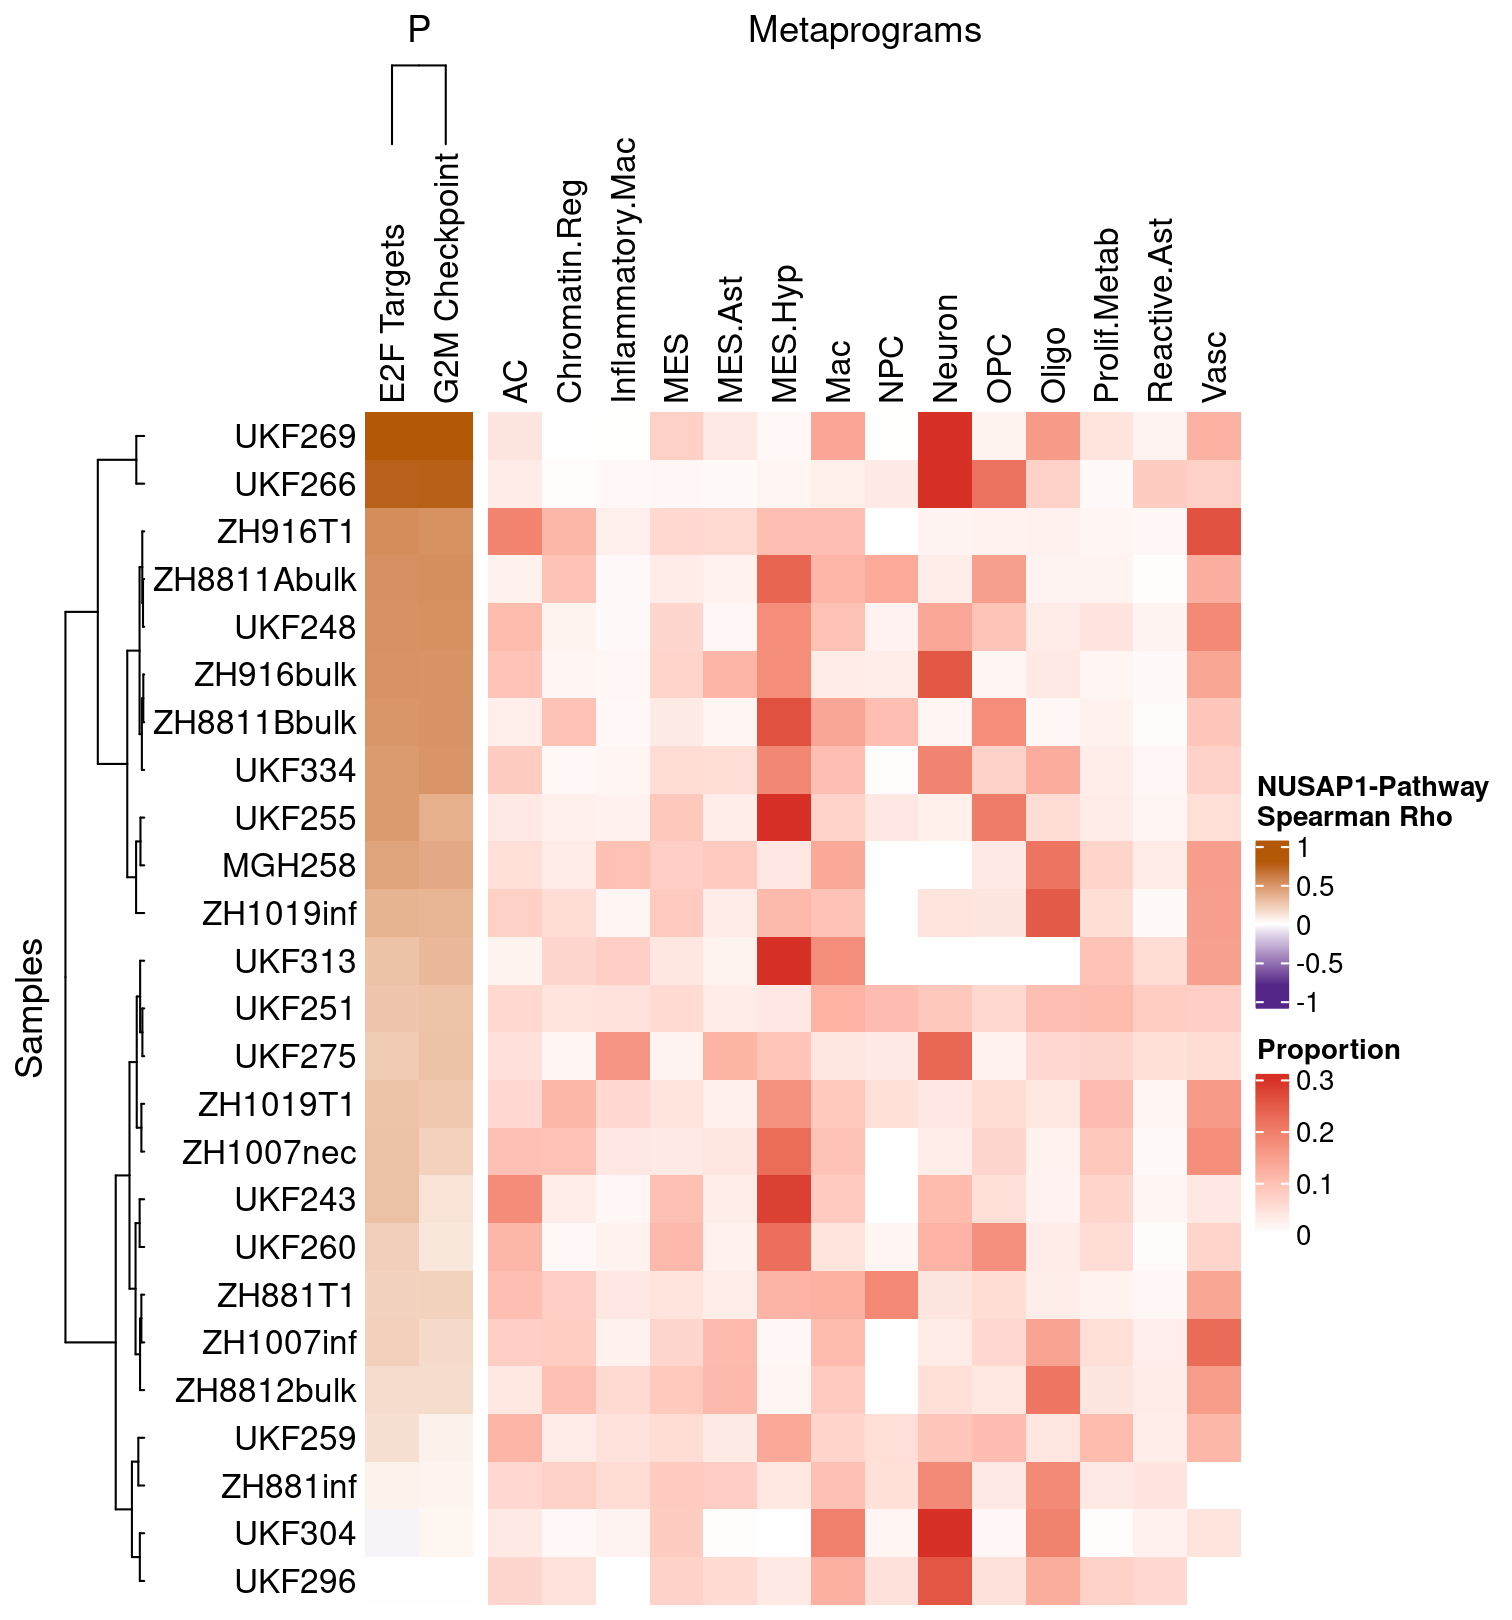 P
Metaprograms
E2F Targets
G2M Checkpoint
AC
Chromatin.Reg
Inflammatory.Mac
MES
MES.Ast
MES.Hyp
Mac
NPC
Neuron
OPC
Oligo
Prolif.Metab
Reactive.Ast
Vasc
Samples
UKF269
UKF266
ZH916T1
ZH8811Abulk
UKF248
ZH916bulk
ZH8811Bbulk
UKF334
UKF255
MGH258
ZH1019inf
UKF313
UKF251
UKF275
ZH1019T1
ZH1007nec
UKF243
UKF260
ZH881T1
ZH1007inf
ZH8812bulk
UKF259
ZH881inf
UKF304
UKF296
NUSAP1-Pathway
Spearman Rho
1
0.5
0
-0.5
-1
Proportion
0.3
0.2
0.1
0